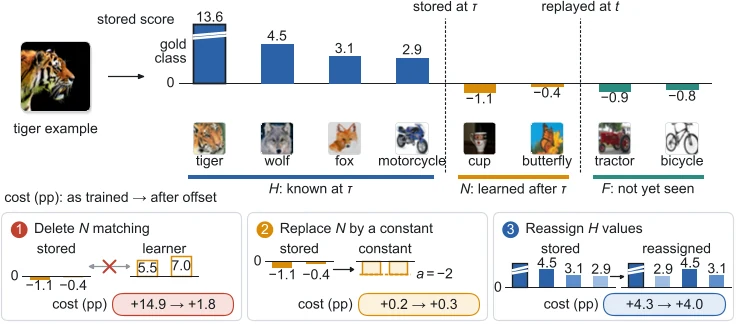 stored score
13.6
stored at τ
replayed at t
gold
class
4.5
3.1
2.9
0
−1.1
−0.4
−0.9
−0.8
tiger example
tiger
wolf
fox
motorcycle
cup
butterfly
tractor
bicycle
H: known at τ
N: learned after τ
F: not yet seen
cost (pp): as trained → after offset
1 Delete N matching
stored
learner
0
−1.1
−0.4
5.5
7.0
cost (pp)
+14.9 → +1.8
2 Replace N by a constant
stored
constant
0
−1.1
−0.4
a = −2
cost (pp)
+0.2 → +0.3
3 Reassign H values
stored
reassigned
0
4.5
3.1
2.9
2.9
4.5
3.1
cost (pp)
+4.3 → +4.0